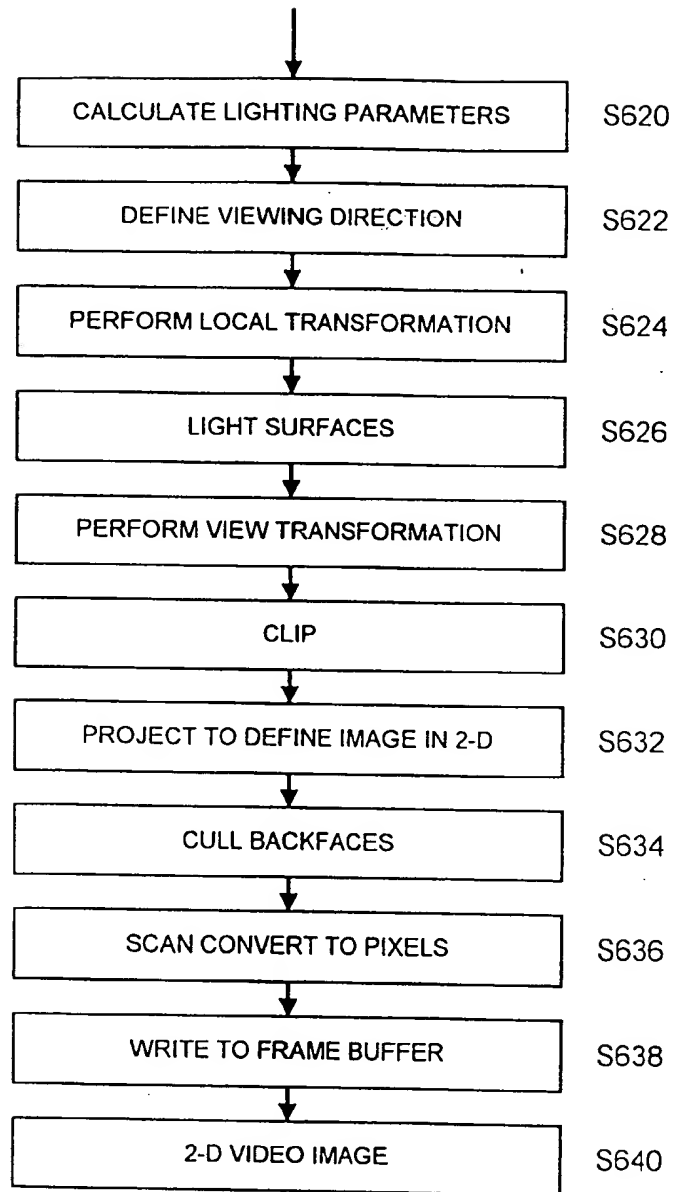 CALCULATE LIGHTING PARAMETERS S620
DEFINE VIEWING DIRECTION S622
PERFORM LOCAL TRANSFORMATION S624
LIGHT SURFACES S626
PERFORM VIEW TRANSFORMATION S628
CLIP S630
PROJECT TO DEFINE IMAGE IN 2-D S632
CULL BACKFACES S634
SCAN CONVERT TO PIXELS S636
WRITE TO FRAME BUFFER S638
2-D VIDEO IMAGE S640